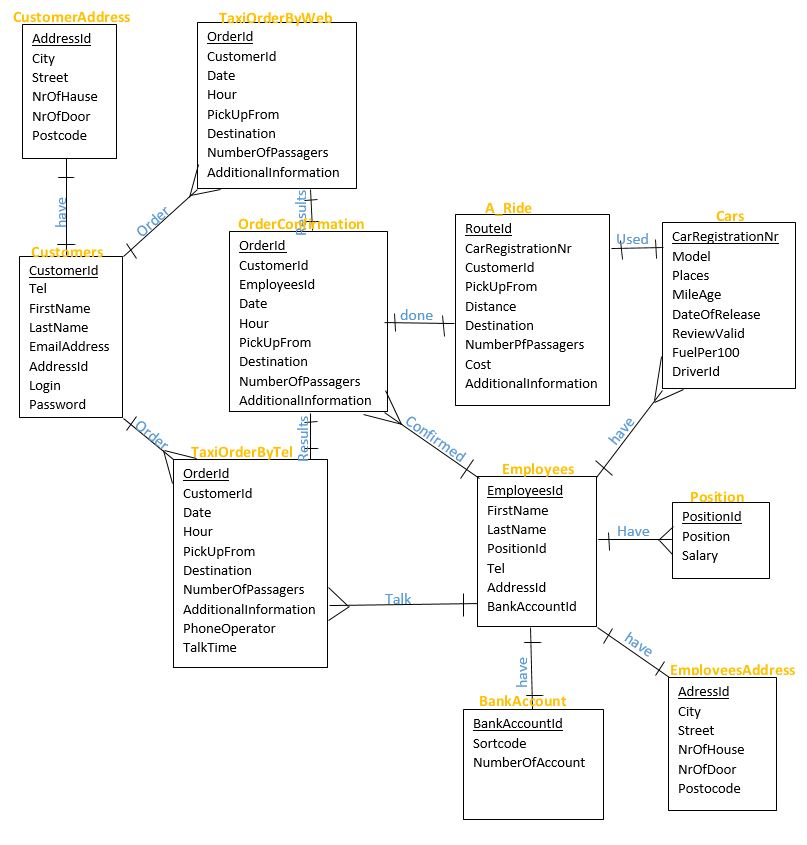 CustomerAddress
AddressId
City
Street
NrOfHause
NrOfDoor
Postcode
TaxiOrderByWeb
OrderId
CustomerId
Date
Hour
PickUpFrom
Destination
NumberOfPassagers
AdditionalInformation
have
Order
Results
Customers
CustomerId
Tel
FirstName
LastName
EmailAddress
AddressId
Login
Password
OrderConfirmation
OrderId
CustomerId
EmployeesId
Date
Hour
PickUpFrom
Destination
NumberOfPassagers
AdditionalInformation
done
A_Ride
RouteId
CarRegistrationNr
CustomerId
PickUpFrom
Distance
Destination
NumberPfPassagers
Cost
AdditionalInformation
Used
Cars
CarRegistrationNr
Model
Places
MileAge
DateOfRelease
ReviewValid
FuelPer100
DriverId
Order
Results
Confirmed
have
TaxiOrderByTel
OrderId
CustomerId
Date
Hour
PickUpFrom
Destination
NumberOfPassagers
AdditionalInformation
PhoneOperator
TalkTime
Talk
Employees
EmployeesId
FirstName
LastName
PositionId
Tel
AddressId
BankAccountId
Have
Position
PositionId
Position
Salary
have
have
BankAccount
BankAccountId
Sortcode
NumberOfAccount
EmployeesAddress
AdressId
City
Street
NrOfHouse
NrOfDoor
Postocode